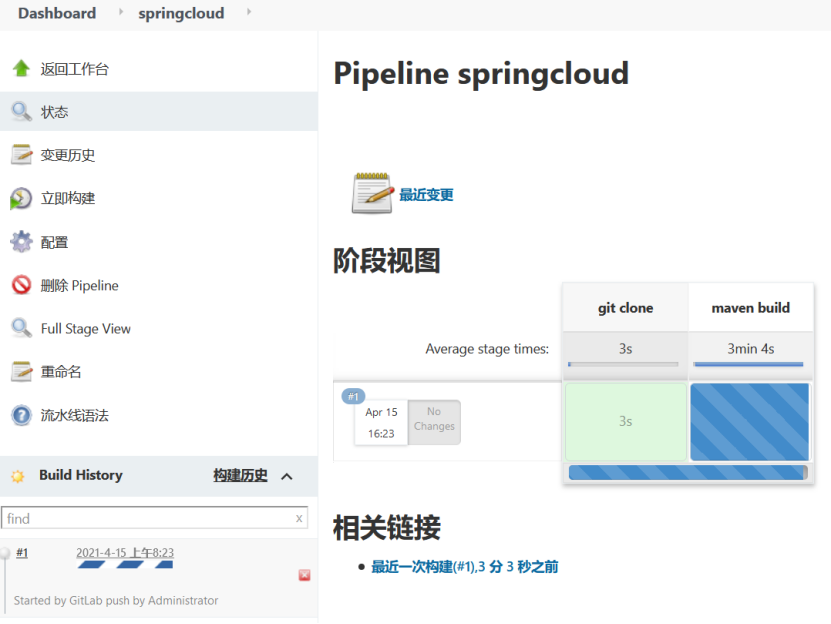 Dashboard springcloud
返回工作台
状态
变更历史
立即构建
配置
删除 Pipeline
Full Stage View
重命名
流水线语法
Build History 构建历史
find x
#1 2021-4-15 上午8:23
Started by GitLab push by Administrator
Pipeline springcloud
最近变更
阶段视图
git clone maven build
Average stage times: 3s 3min 4s
#1
Apr 15
16:23
No
Changes
3s
相关链接
最近一次构建(#1),3 分 3 秒之前